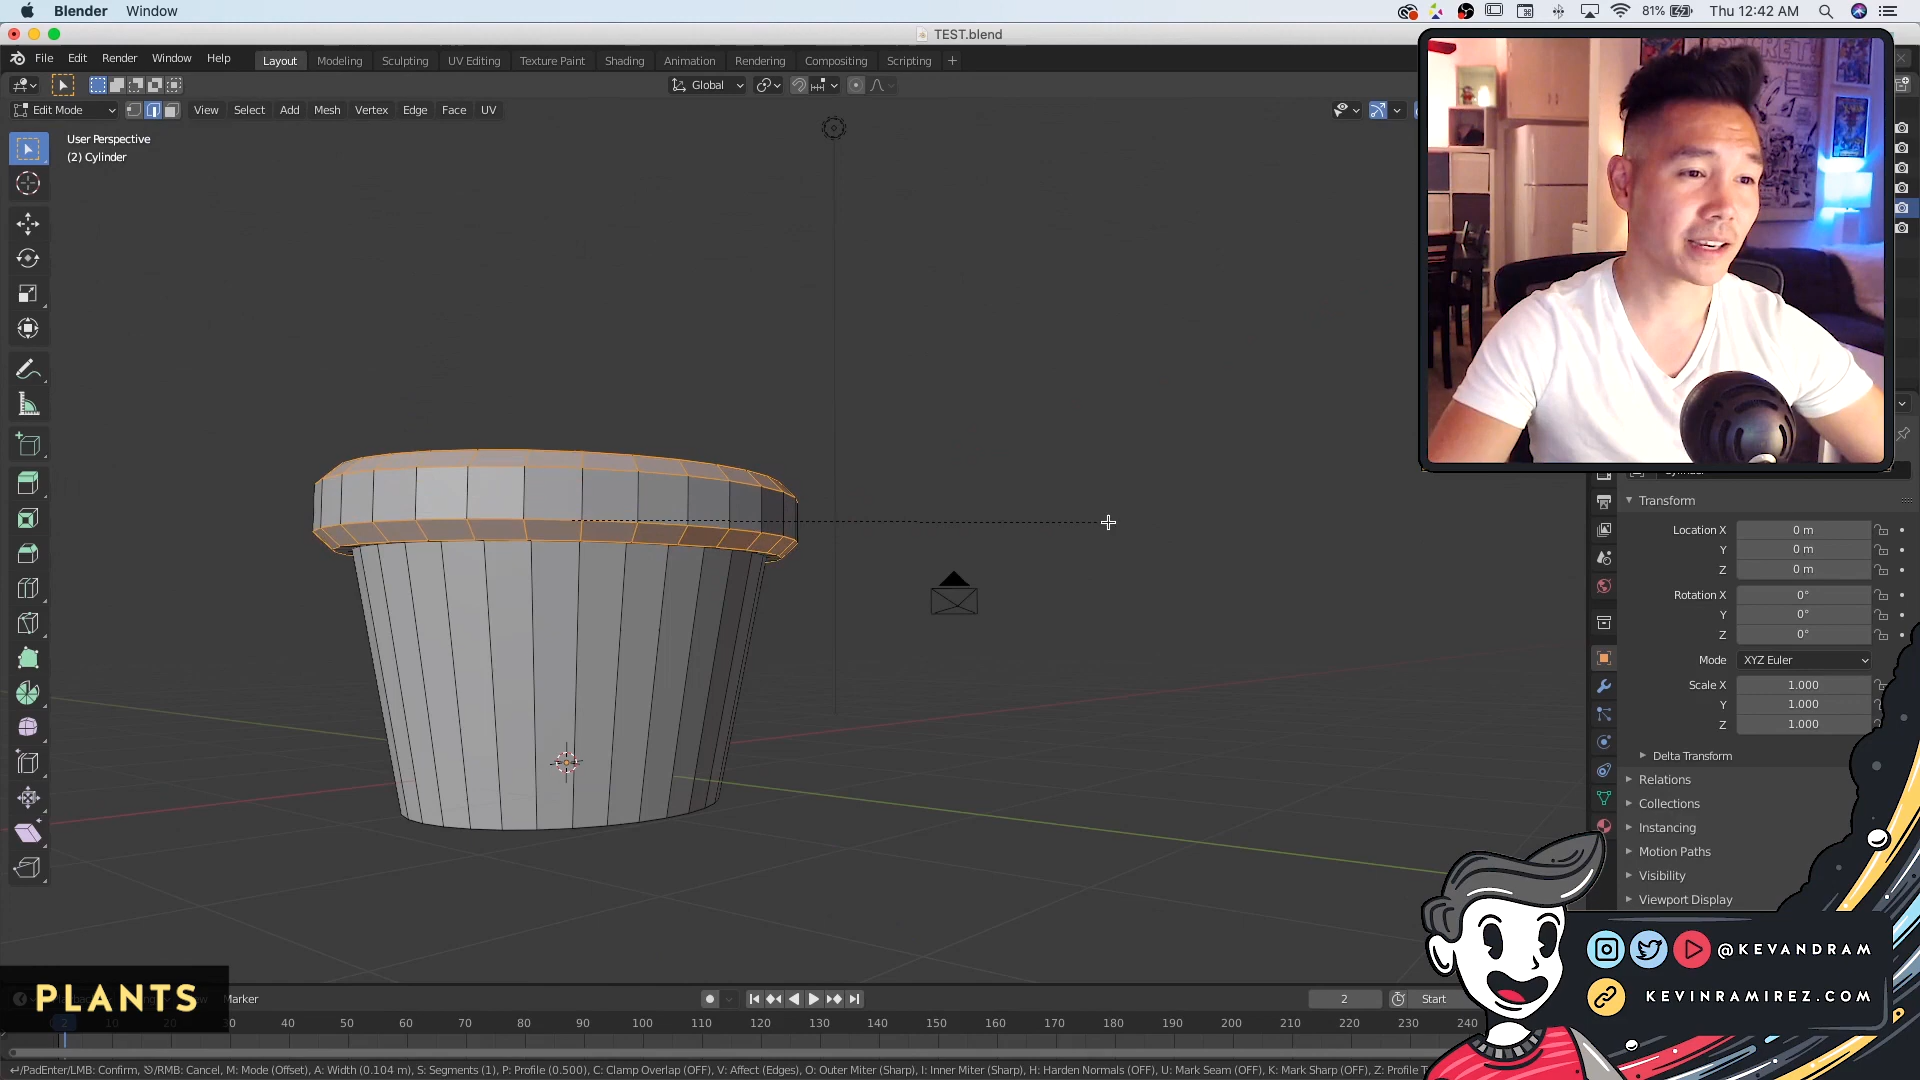 Blender Window
81% Thu 12:42 AM
TEST.blend
File Edit Render Window Help
Layout Modeling Sculpting UV Editing Texture Paint Shading Animation Rendering Compositing Scripting +
Global
Edit Mode View Select Add Mesh Vertex Edge Face UV
User Perspective
(2) Cylinder
Transform
Location X 0 m
Y 0 m
Z 0 m
Rotation X 0°
Y 0°
Z 0°
Mode XYZ Euler
Scale X 1.000
Y 1.000
Z 1.000
Delta Transform
Relations
Collections
Instancing
Motion Paths
Visibility
Viewport Display
@KEVANDRAM
KEVINRAMIREZ.COM
PLANTS
Marker
2 Start
2 10 20 30 40 50 60 70 80 90 100 110 120 130 140 150 160 170 180 190 200 210 220 230 240
/PadEnter/LMB: Confirm, /RMB: Cancel, M: Mode (Offset), A: Width (0.104 m), S: Segments (1), P: Profile (0.500), C: Clamp Overlap (OFF), V: Affect (Edges), O: Outer Miter (Sharp), I: Inner Miter (Sharp), H: Harden Normals (OFF), U: Mark Seam (OFF), K: Mark Sharp (OFF), Z: Profile T